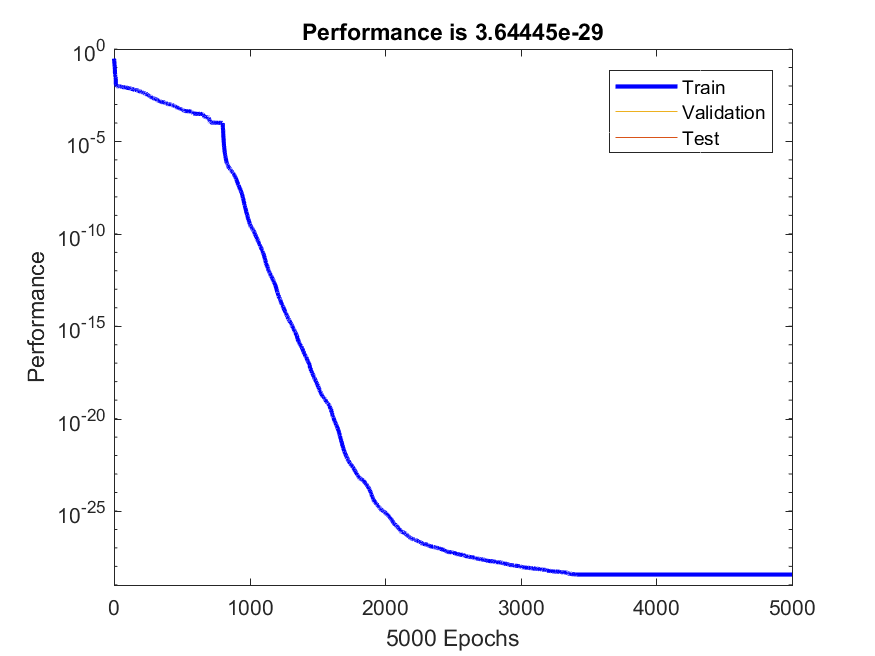 Performance is 3.64445e-29
10^0
10^-5
10^-10
10^-15
10^-20
10^-25
Performance
Train
Validation
Test
0 1000 2000 3000 4000 5000
5000 Epochs